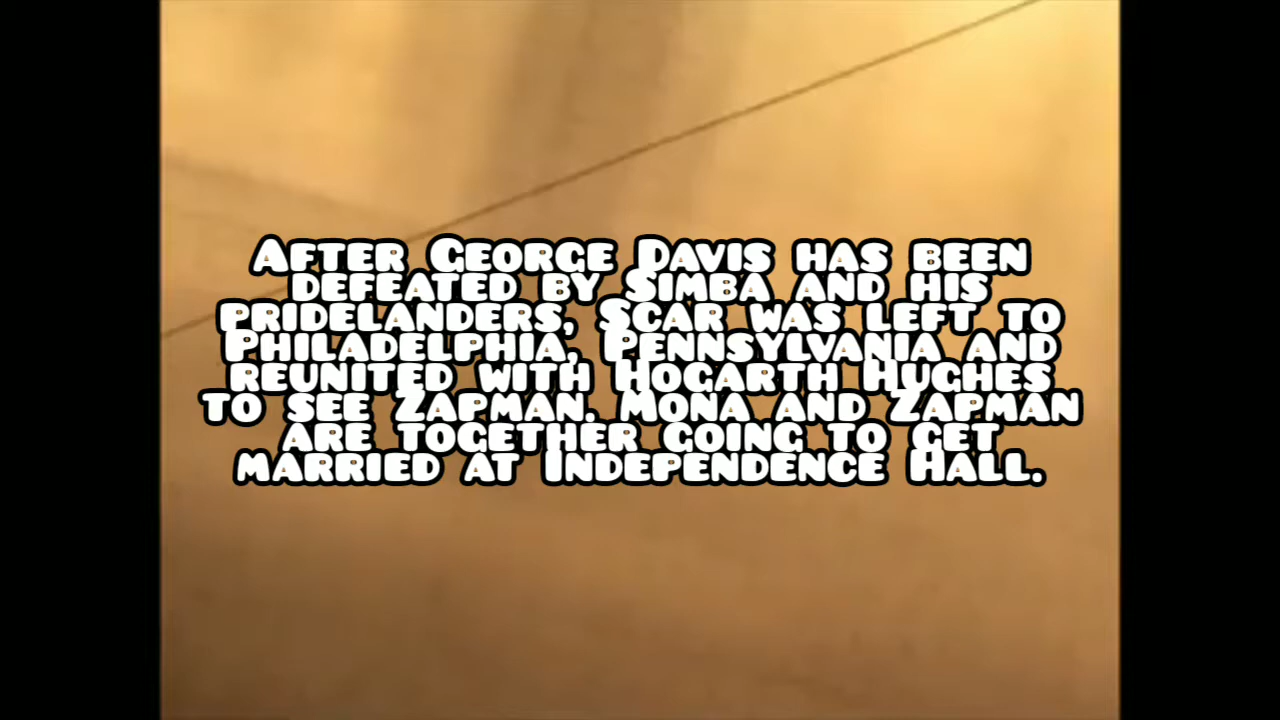 After George Davis has been
defeated by Simba and his
pridelanders, Scar was left to
Philadelphia, Pennsylvania and
reunited with Hogarth Hughes
to see Zapman. Mona and Zapman
are together going to get
married at Independence Hall.